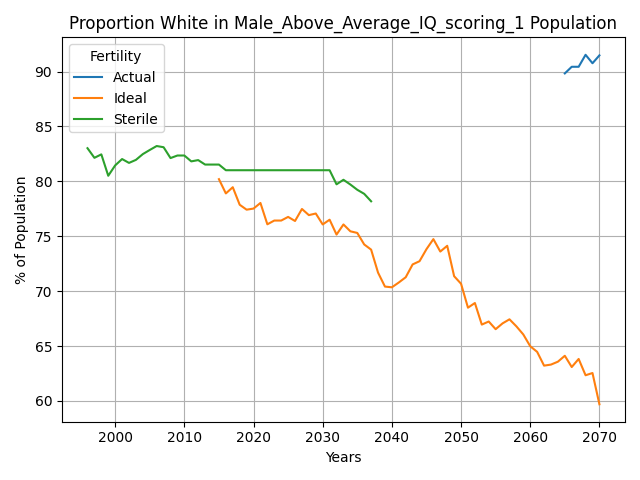 Proportion White in Male_Above_Average_IQ_scoring_1 Population
Fertility
Actual
Ideal
Sterile
% of Population
90
85
80
75
70
65
60
2000
2010
2020
2030
2040
2050
2060
2070
Years